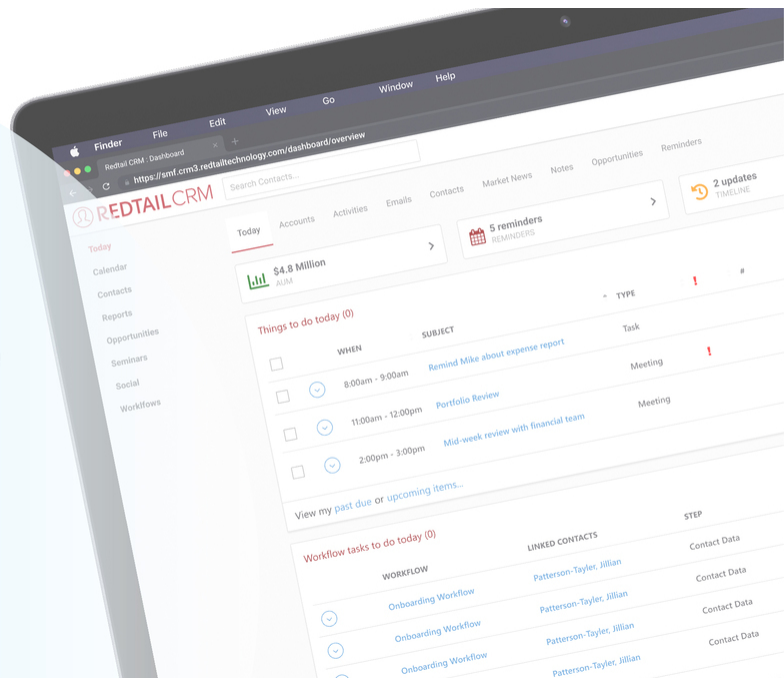 Finder File Edit View Go Window Help
Redtail CRM : Dashboard
https://smf.crm3.redtailtechnology.com/dashboard/overview
REDTAILCRM
Search Contacts...
Today
Calendar
Contacts
Reports
Opportunities
Seminars
Social
Worklfows
Today Accounts Activities Emails Contacts Market News Notes Opportunities Reminders
$4.8 Million
AUM
5 reminders
REMINDERS
2 updates
TIMELINE
Things to do today (0)
WHEN SUBJECT TYPE ! #
8:00am - 9:00am Remind Mike about expense report Task
11:00am - 12:00pm Portfolio Review Meeting !
2:00pm - 3:00pm Mid-week review with financial team Meeting
View my past due or upcoming items...
Workflow tasks to do today (0)
WORKFLOW LINKED CONTACTS STEP
Onboarding Workflow Patterson-Tayler, Jillian Contact Data
Onboarding Workflow Patterson-Tayler, Jillian Contact Data
Onboarding Workflow Patterson-Tayler, Jillian Contact Data
Patterson-Tayler, Jillian Contact Data